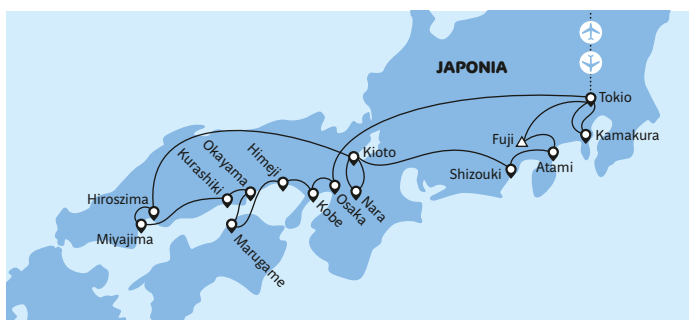 JAPONIA
Tokio
Kamakura
Fuji
Atami
Shizouki
Kioto
Nara
Osaka
Kobe
Himeji
Okayama
Kurashiki
Marugame
Hiroszima
Miyajima